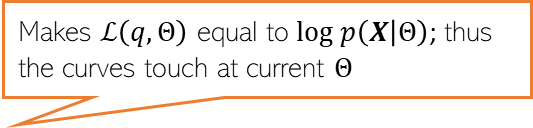 Makes ℒ(q, Θ) equal to log p(X|Θ); thus
the curves touch at current Θ